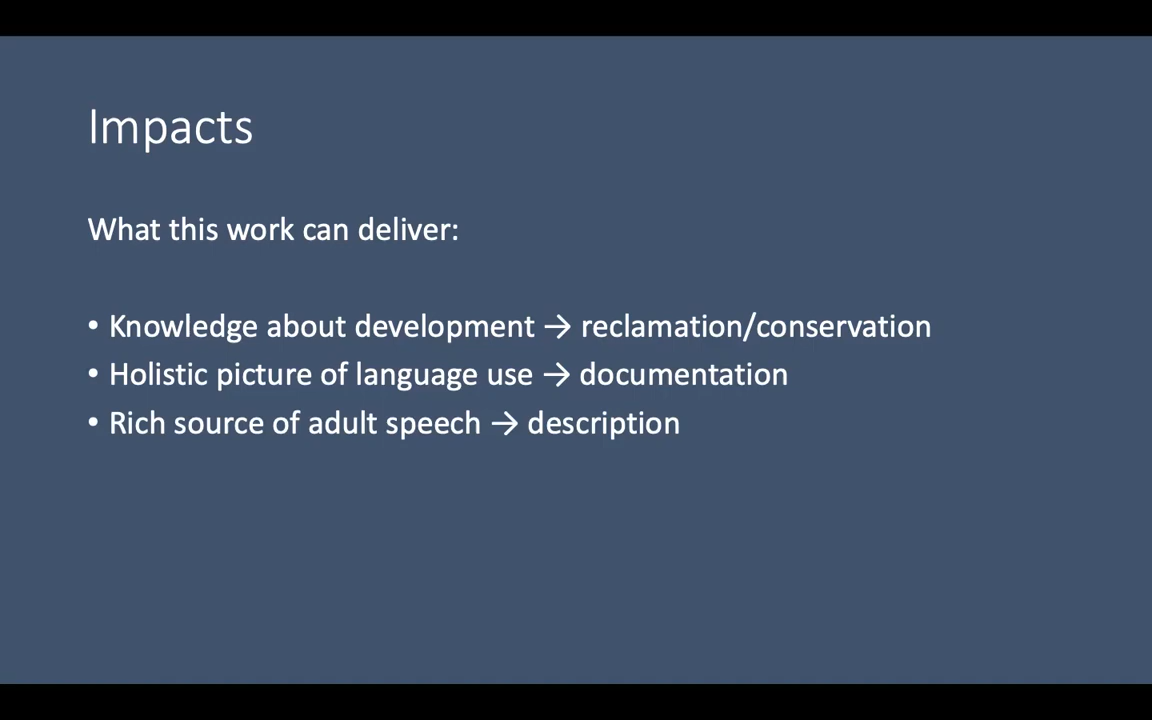 Impacts
What this work can deliver:
• Knowledge about development → reclamation/conservation
• Holistic picture of language use → documentation
• Rich source of adult speech → description